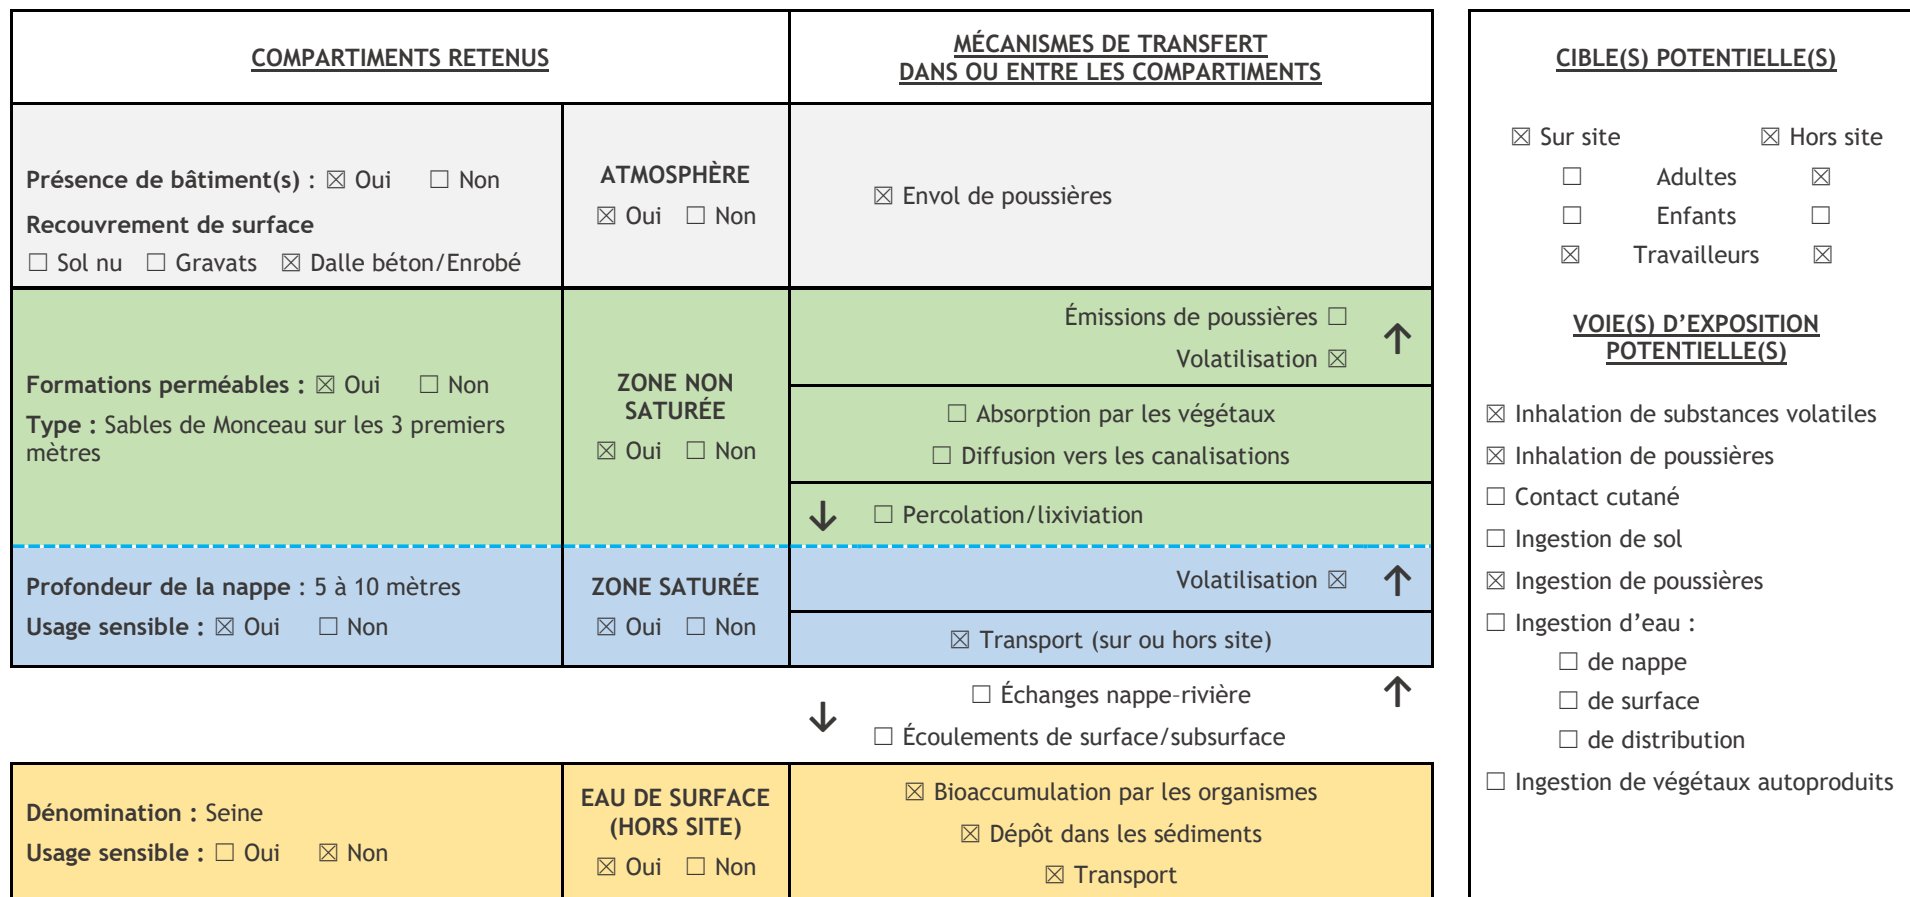 COMPARTIMENTS RETENUS
MÉCANISMES DE TRANSFERT
DANS OU ENTRE LES COMPARTIMENTS
Présence de bâtiment(s) : ☒ Oui ☐ Non
Recouvrement de surface
☐ Sol nu ☐ Gravats ☒ Dalle béton/Enrobé
ATMOSPHÈRE
☒ Oui ☐ Non
☒ Envol de poussières
Formations perméables : ☒ Oui ☐ Non
Type : Sables de Monceau sur les 3 premiers
mètres
ZONE NON
SATURÉE
☒ Oui ☐ Non
Émissions de poussières ☐
Volatilisation ☒
↑
☐ Absorption par les végétaux
☐ Diffusion vers les canalisations
↓ ☐ Percolation/lixiviation
Profondeur de la nappe : 5 à 10 mètres
Usage sensible : ☒ Oui ☐ Non
ZONE SATURÉE
☒ Oui ☐ Non
Volatilisation ☒ ↑
☒ Transport (sur ou hors site)
☐ Échanges nappe–rivière ↑
↓ ☐ Écoulements de surface/subsurface
Dénomination : Seine
Usage sensible : ☐ Oui ☒ Non
EAU DE SURFACE
(HORS SITE)
☒ Oui ☐ Non
☒ Bioaccumulation par les organismes
☒ Dépôt dans les sédiments
☒ Transport
CIBLE(S) POTENTIELLE(S)
☒ Sur site ☒ Hors site
☐ Adultes ☒
☐ Enfants ☐
☒ Travailleurs ☒
VOIE(S) D’EXPOSITION
POTENTIELLE(S)
☒ Inhalation de substances volatiles
☒ Inhalation de poussières
☐ Contact cutané
☐ Ingestion de sol
☒ Ingestion de poussières
☐ Ingestion d’eau :
☐ de nappe
☐ de surface
☐ de distribution
☐ Ingestion de végétaux autoproduits